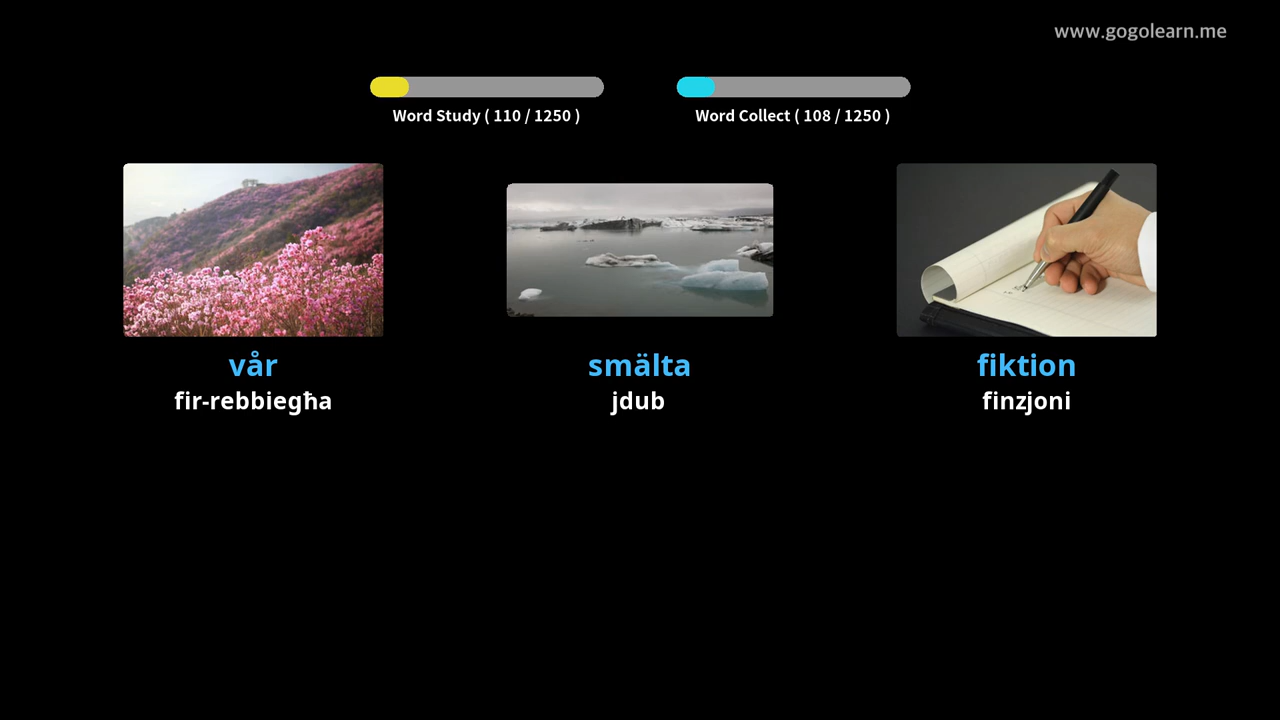 www.gogolearn.me
Word Study ( 110 / 1250 )
Word Collect ( 108 / 1250 )
vår
smälta
fiktion
fir-rebbiegħa
jdub
finzjoni